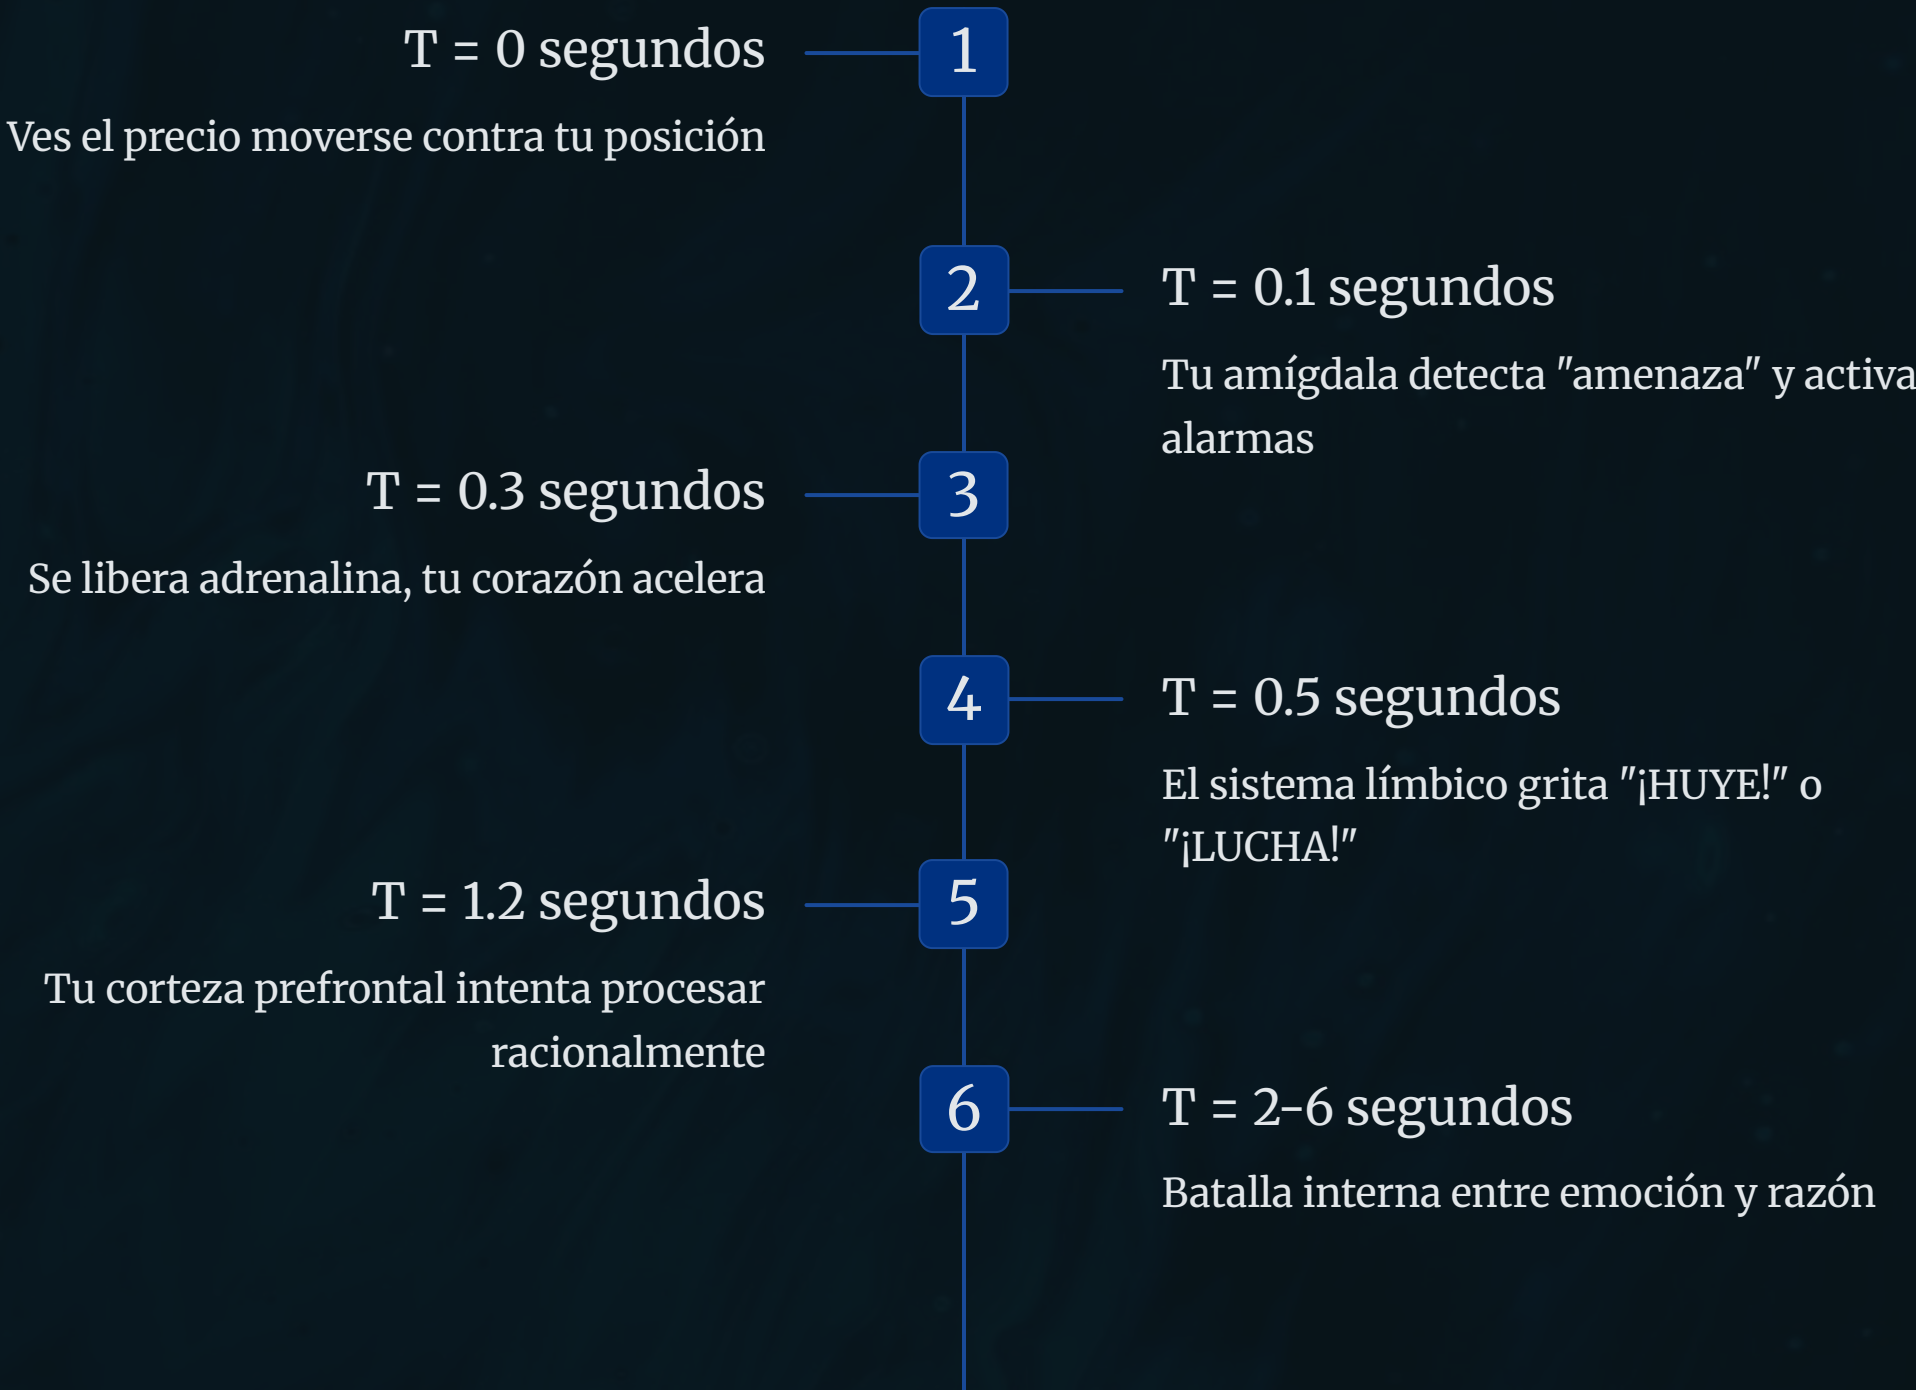 T = 0 segundos
1
Ves el precio moverse contra tu posición
2
T = 0.1 segundos
Tu amígdala detecta "amenaza" y activa
alarmas
T = 0.3 segundos
3
Se libera adrenalina, tu corazón acelera
4
T = 0.5 segundos
El sistema límbico grita "¡HUYE!" o
"¡LUCHA!"
T = 1.2 segundos
5
Tu corteza prefrontal intenta procesar
racionalmente
6
T = 2-6 segundos
Batalla interna entre emoción y razón